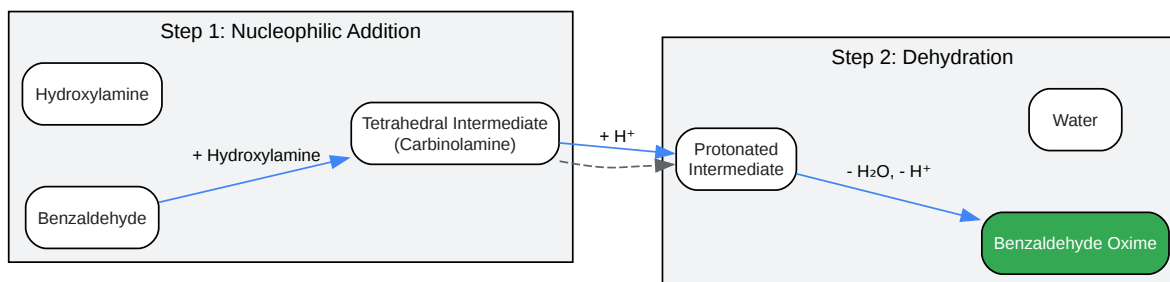 Step 1: Nucleophilic Addition
Hydroxylamine
Benzaldehyde
+ Hydroxylamine
Tetrahedral Intermediate
(Carbinolamine)
+ H⁺
Step 2: Dehydration
Protonated
Intermediate
- H₂O, - H⁺
Water
Benzaldehyde Oxime